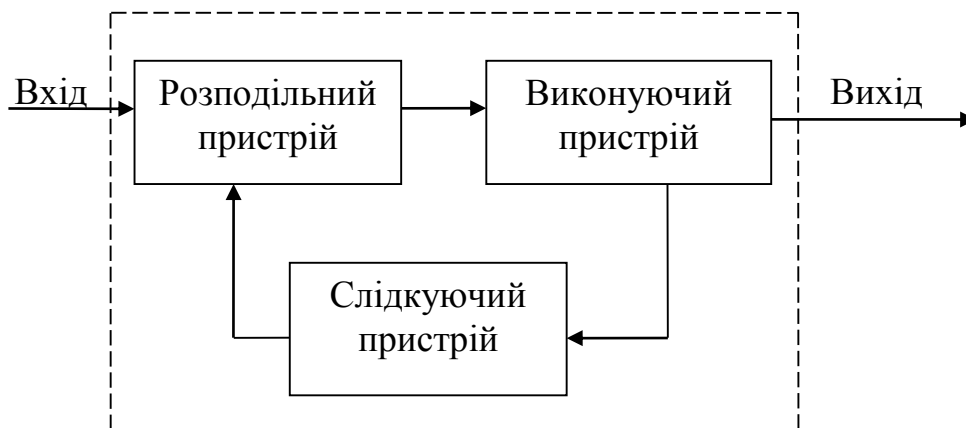 Вхід
Розподільний
пристрій
Виконуючий
пристрій
Вихід
Слідкуючий
пристрій